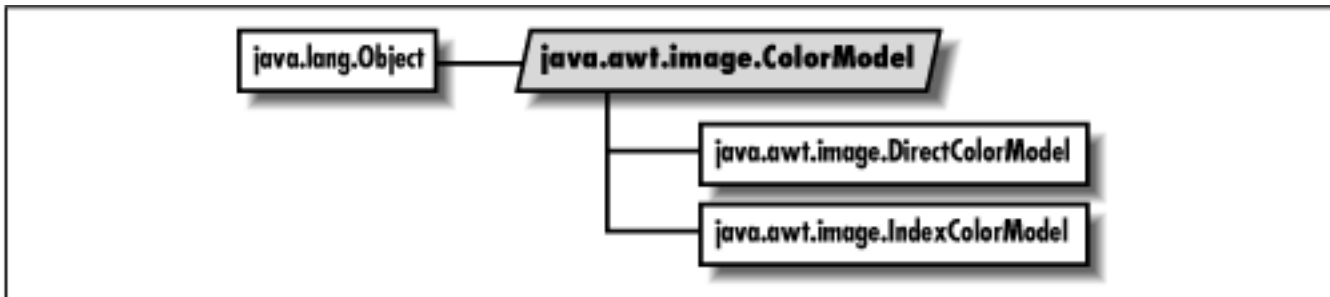 java.lang.Object
java.awt.image.ColorModel
java.awt.image.DirectColorModel
java.awt.image.IndexColorModel